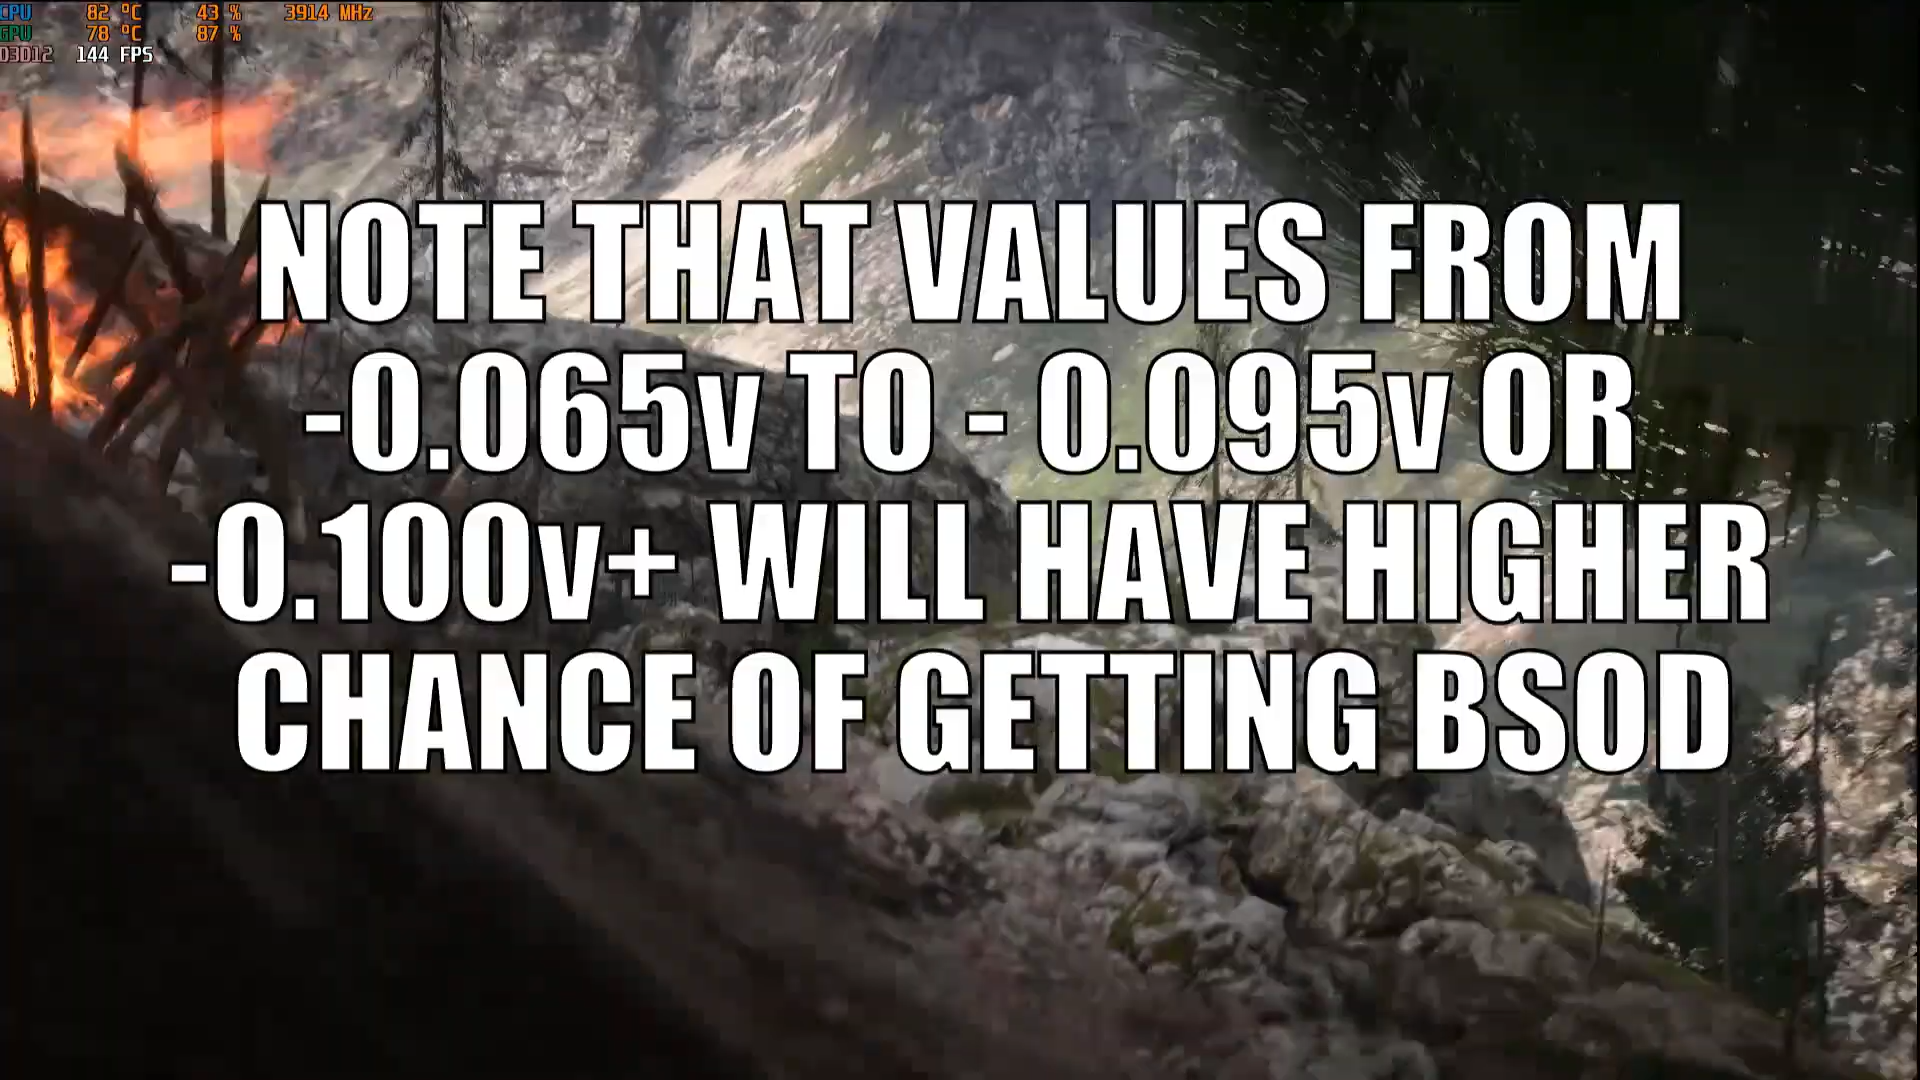 CPU 82 °C 43 % 3914 MHz
GPU 78 °C 87 %
D3D12 144 FPS
NOTE THAT VALUES FROM
-0.065v TO - 0.095v OR
-0.100v+ WILL HAVE HIGHER
CHANCE OF GETTING BSOD